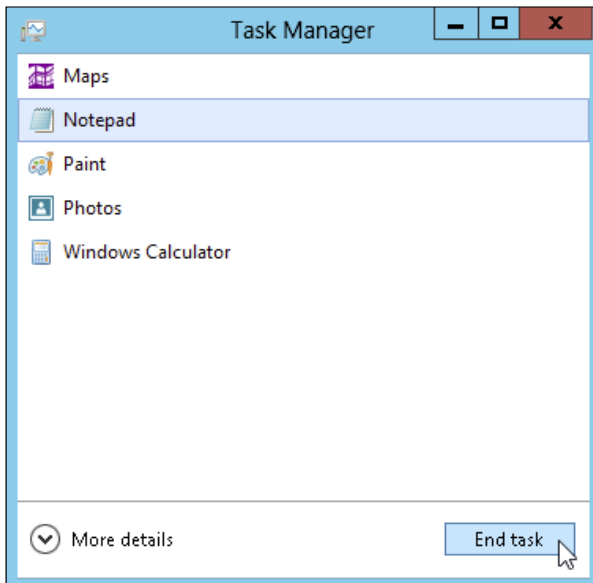 Task Manager
Maps
Notepad
Paint
Photos
Windows Calculator
More details
End task